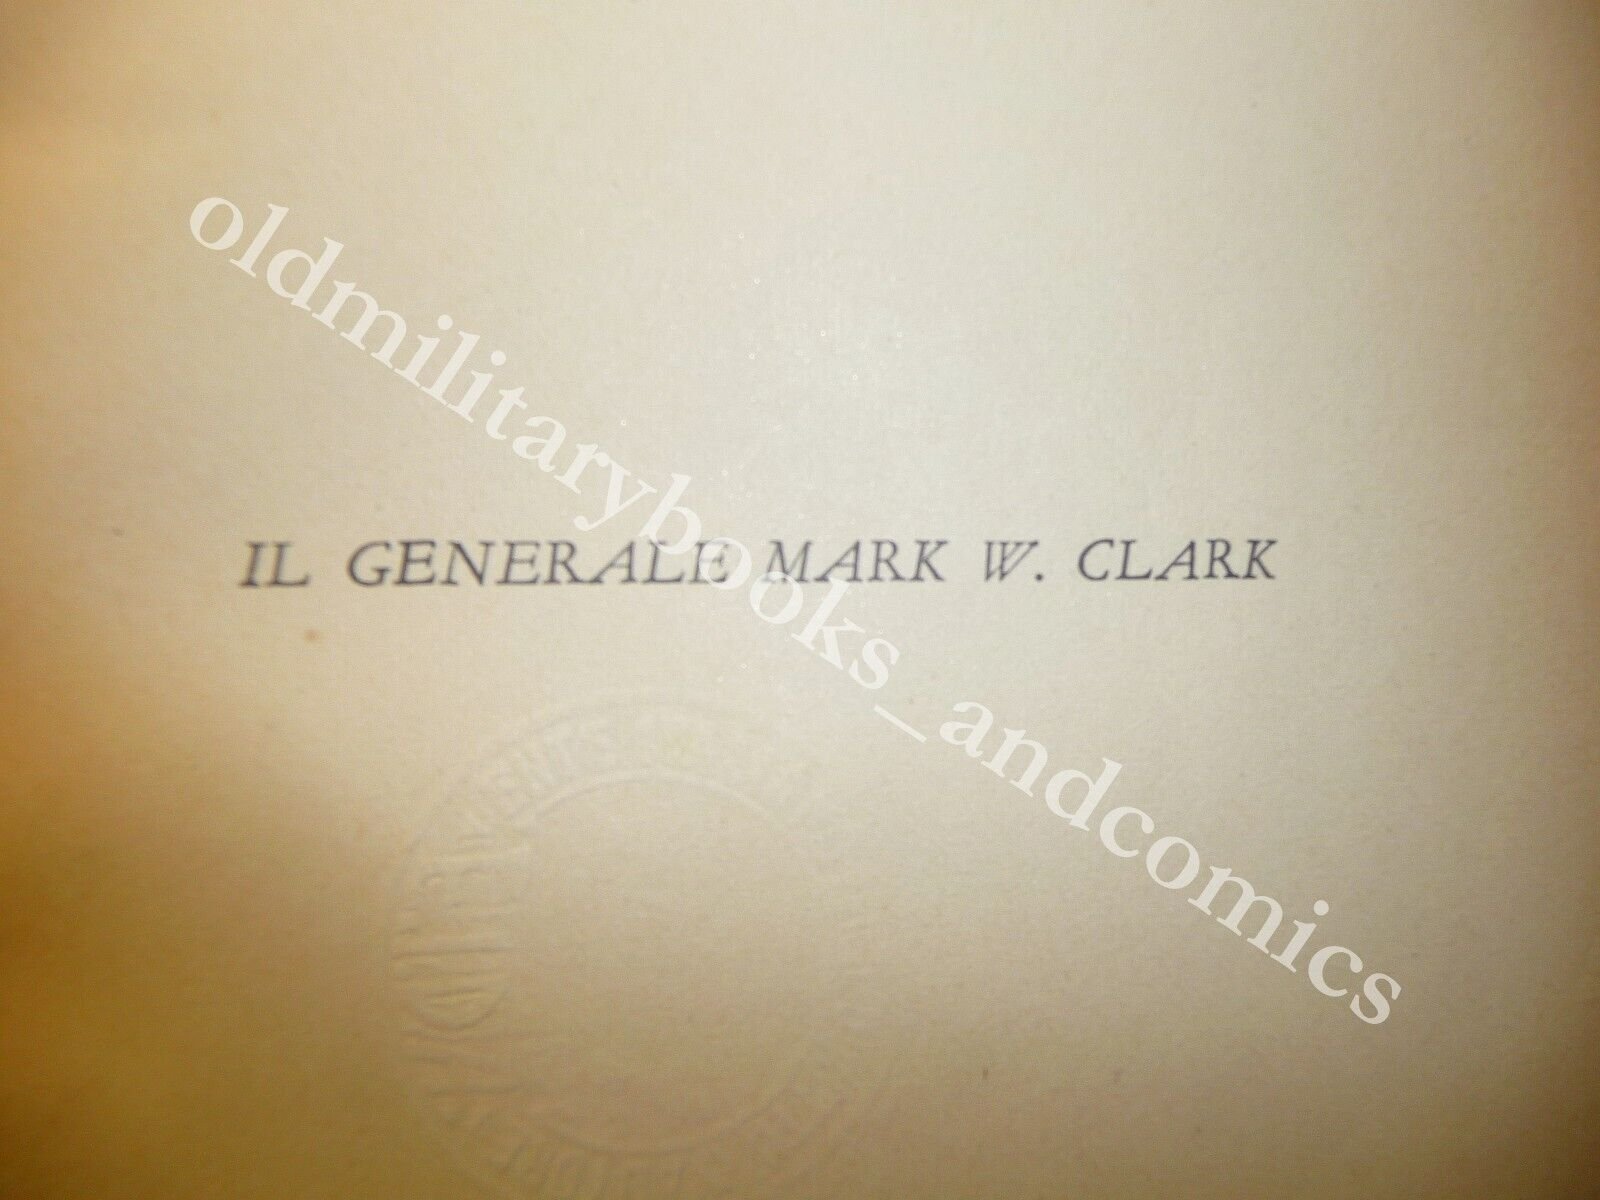 oldmilitarybooks_andcomics
IL GENERALE MARK W. CLARK